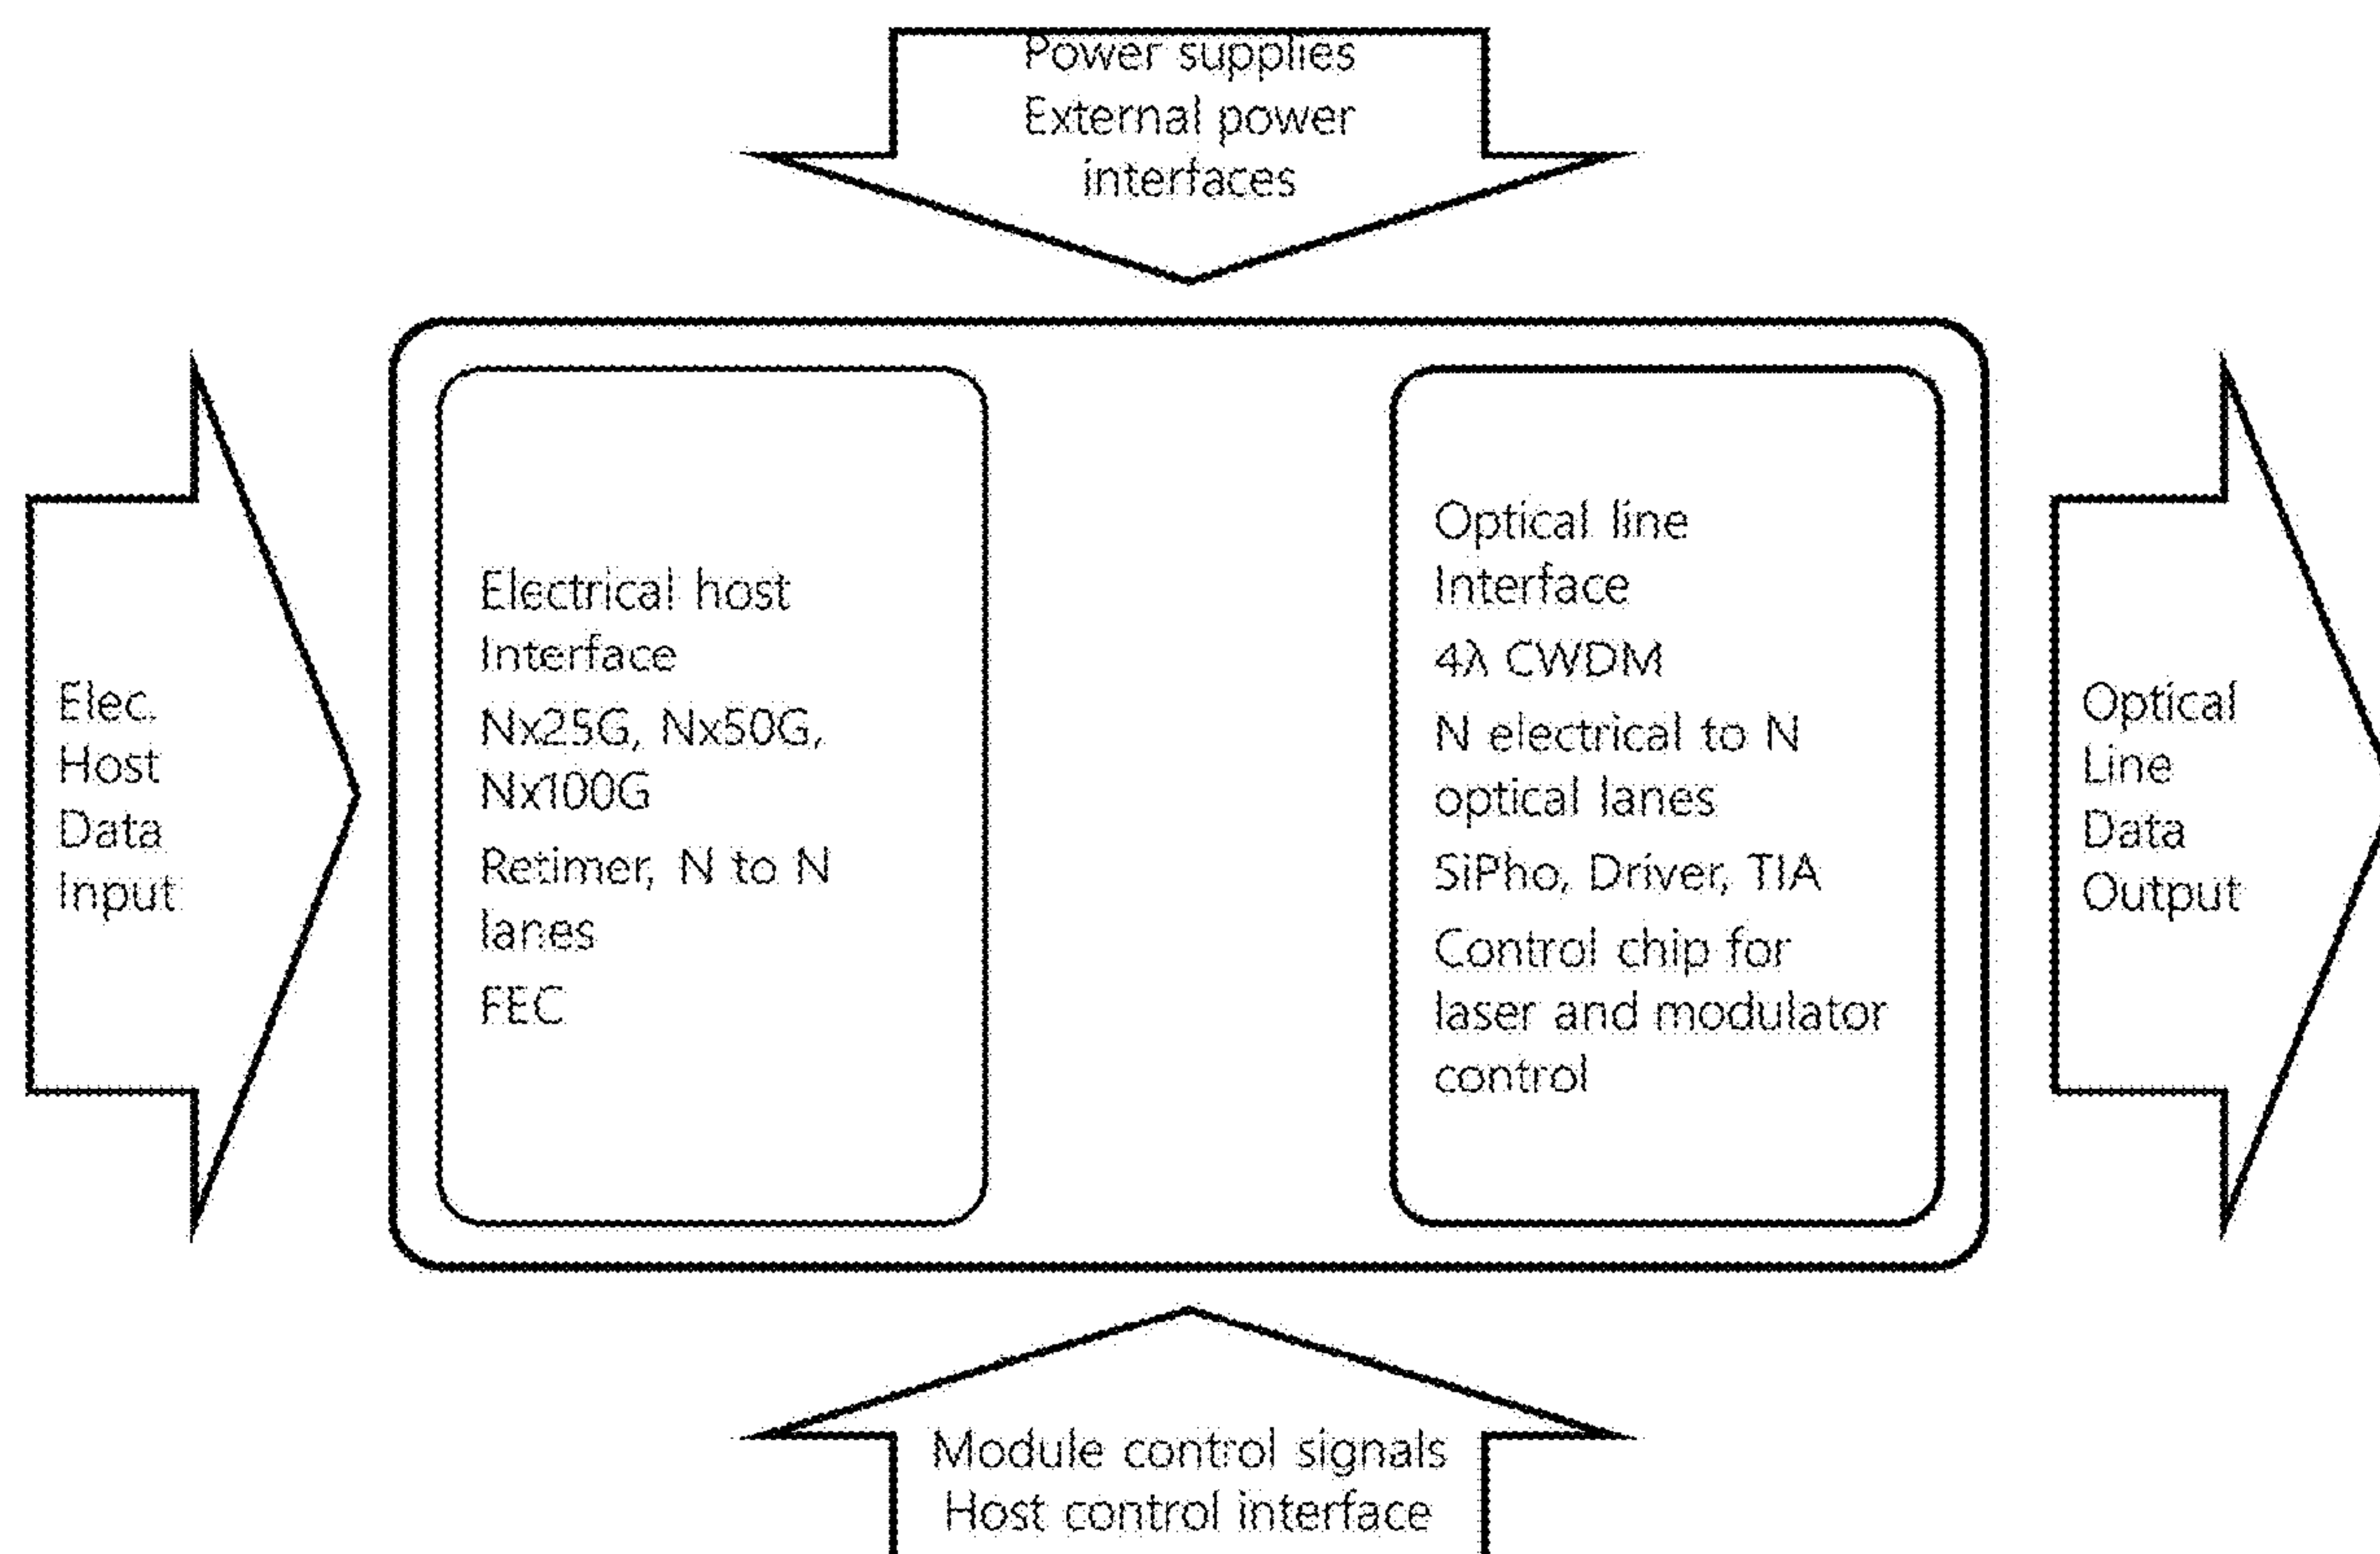 Power supplies
External power
interfaces
Elec.
Host
Data
Input
Electrical host
Interface
Nx25G, Nx50G,
Nx100G
Retimer, N to N
lanes
FEC
Optical line
Interface
4λ CWDM
N electrical to N
optical lanes
SiPho, Driver, TIA
Control chip for
laser and modulator
control
Optical
Line
Data
Output
Module control signals
Host control interface